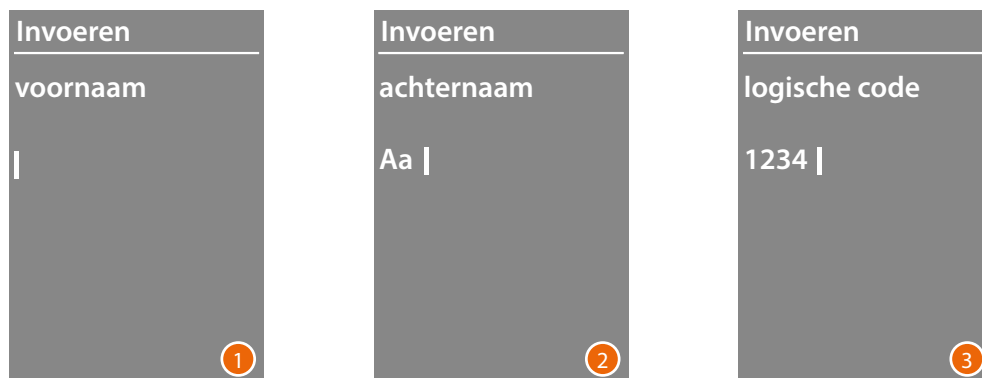 Invoeren
voornaam
1
Invoeren
achternaam
Aa
2
Invoeren
logische code
1234
3